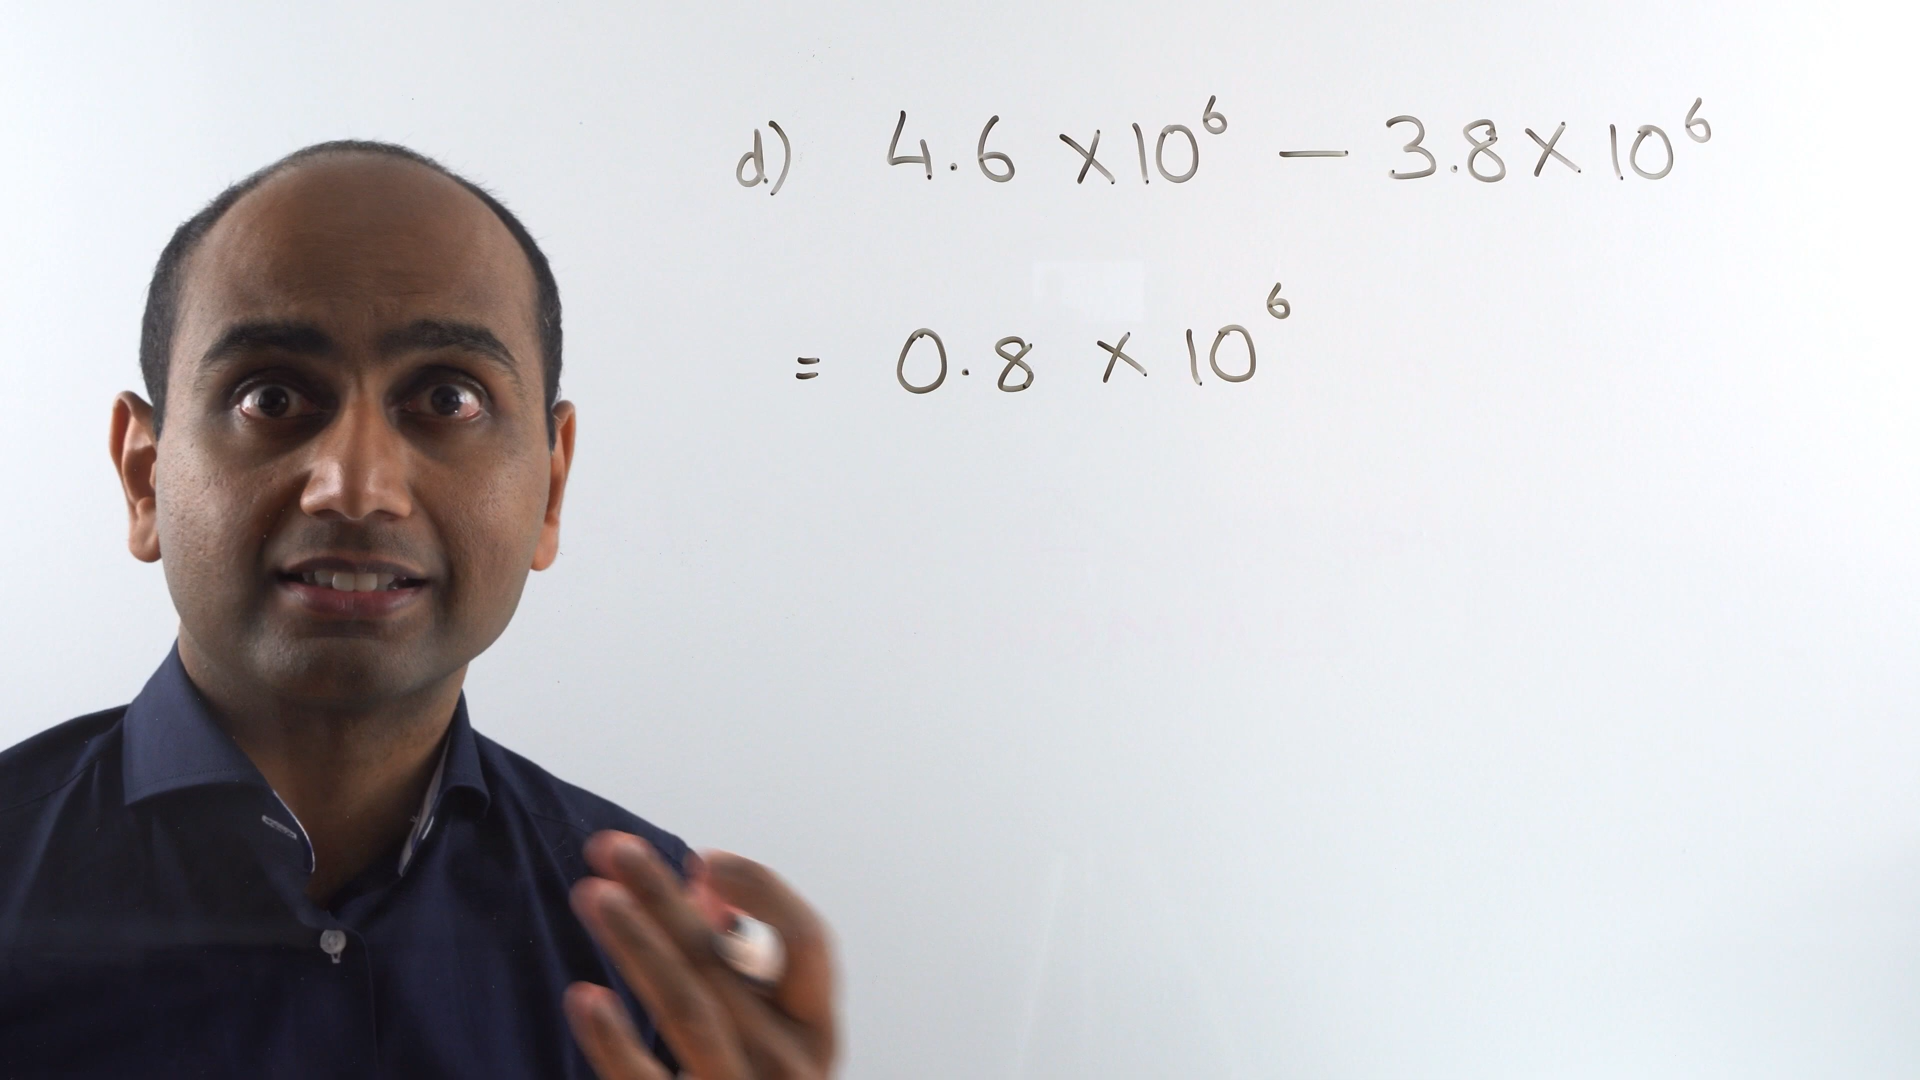 d) 4.6 ×10⁶ − 3.8 × 10⁶
= 0.8 × 10⁶